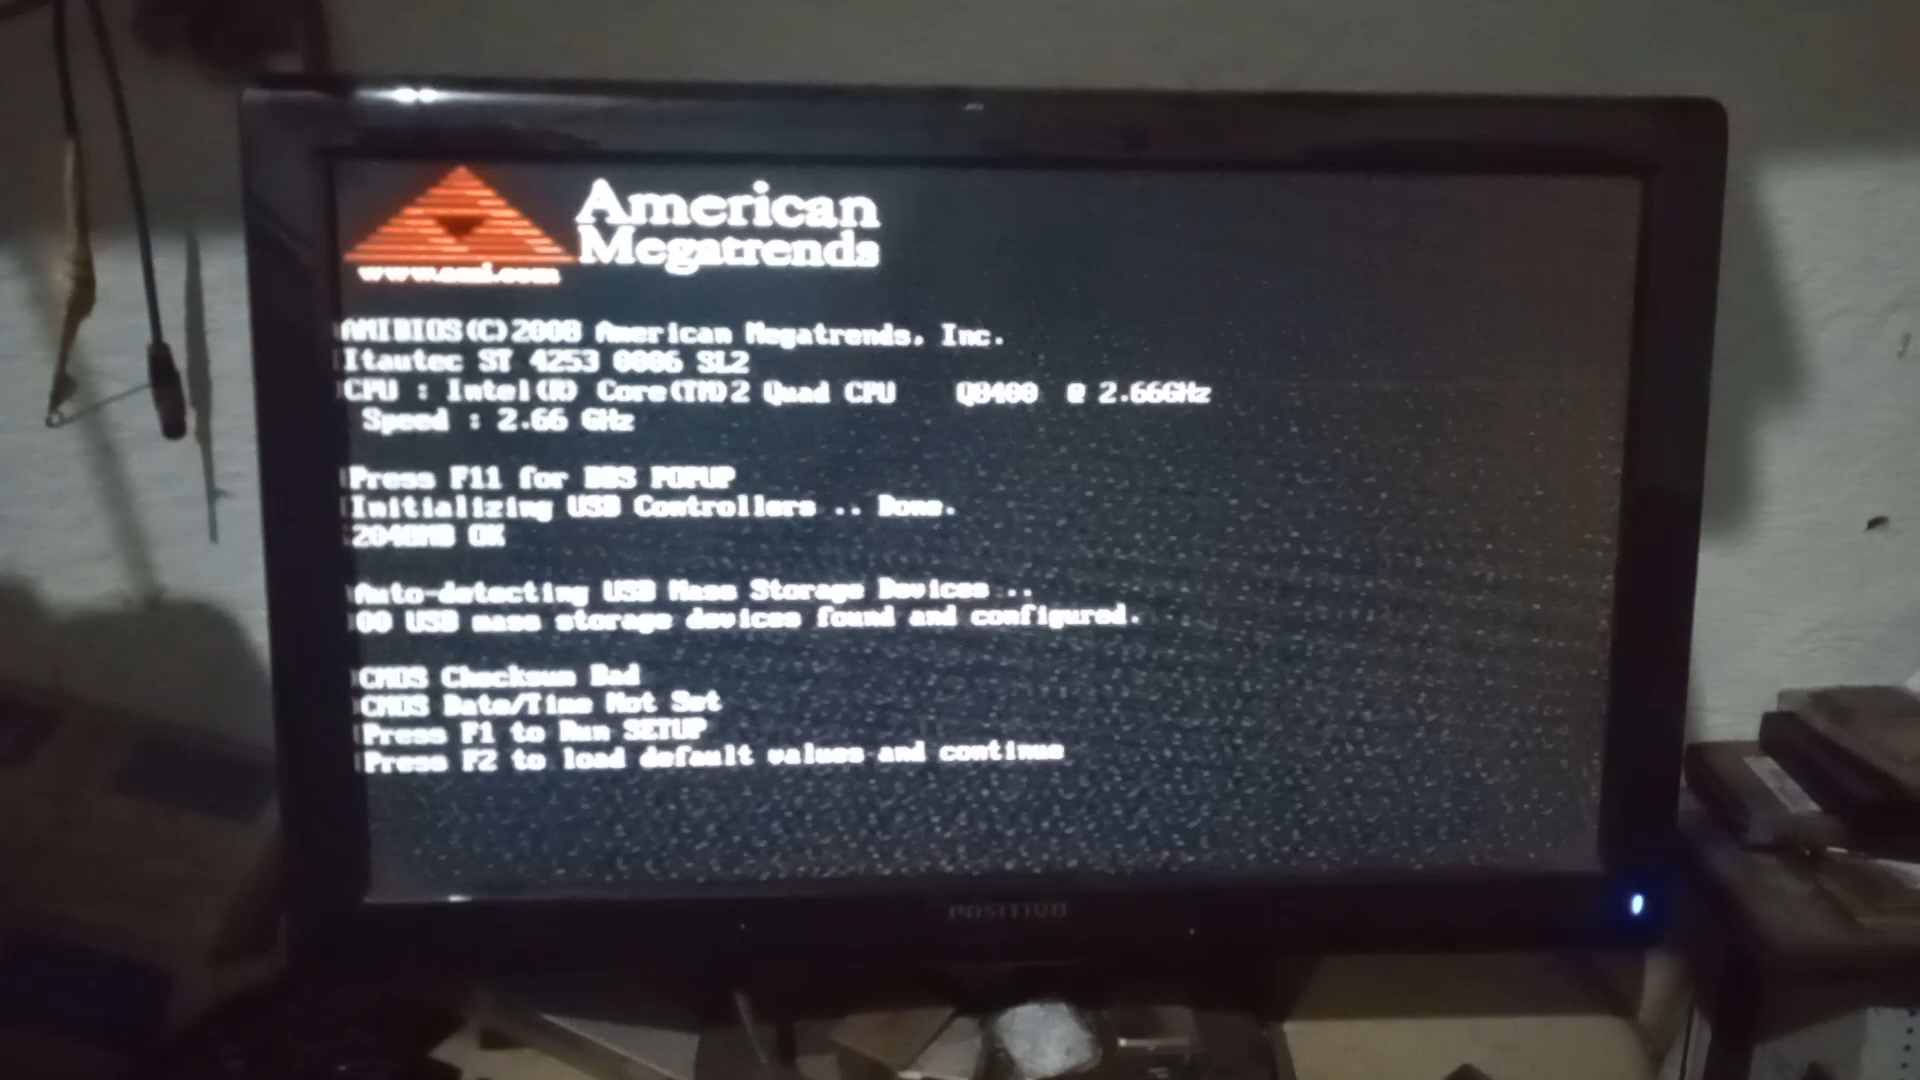 American
Megatrends
www.ami.com
AMIBIOS(C)2008 American Megatrends, Inc.
Itautec ST 4253 0006 SL2
CPU : Intel(R) Core(TM)2 Quad CPU Q8400 @ 2.66GHz
Speed : 2.66 GHz
Press F11 for BBS POPUP
Initializing USB Controllers .. Done.
2048MB OK
Auto-detecting USB Mass Storage Devices ..
00 USB mass storage devices found and configured.
CMOS Checksum Bad
CMOS Date/Time Not Set
Press F1 to Run SETUP
Press F2 to load default values and continue
POSITIVO